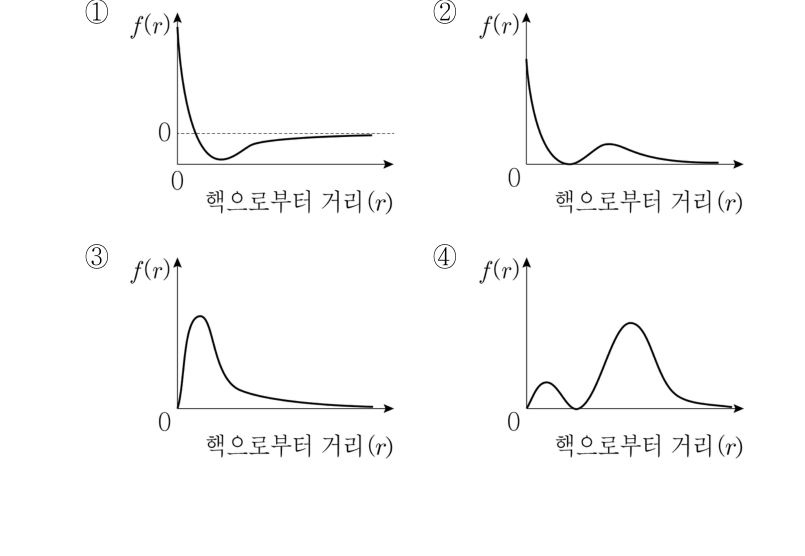 ① f(r) ② f(r)
0
0 0
핵으로부터 거리(r) 핵으로부터 거리(r)
③ f(r) ④ f(r)
0 0
핵으로부터 거리(r) 핵으로부터 거리(r)